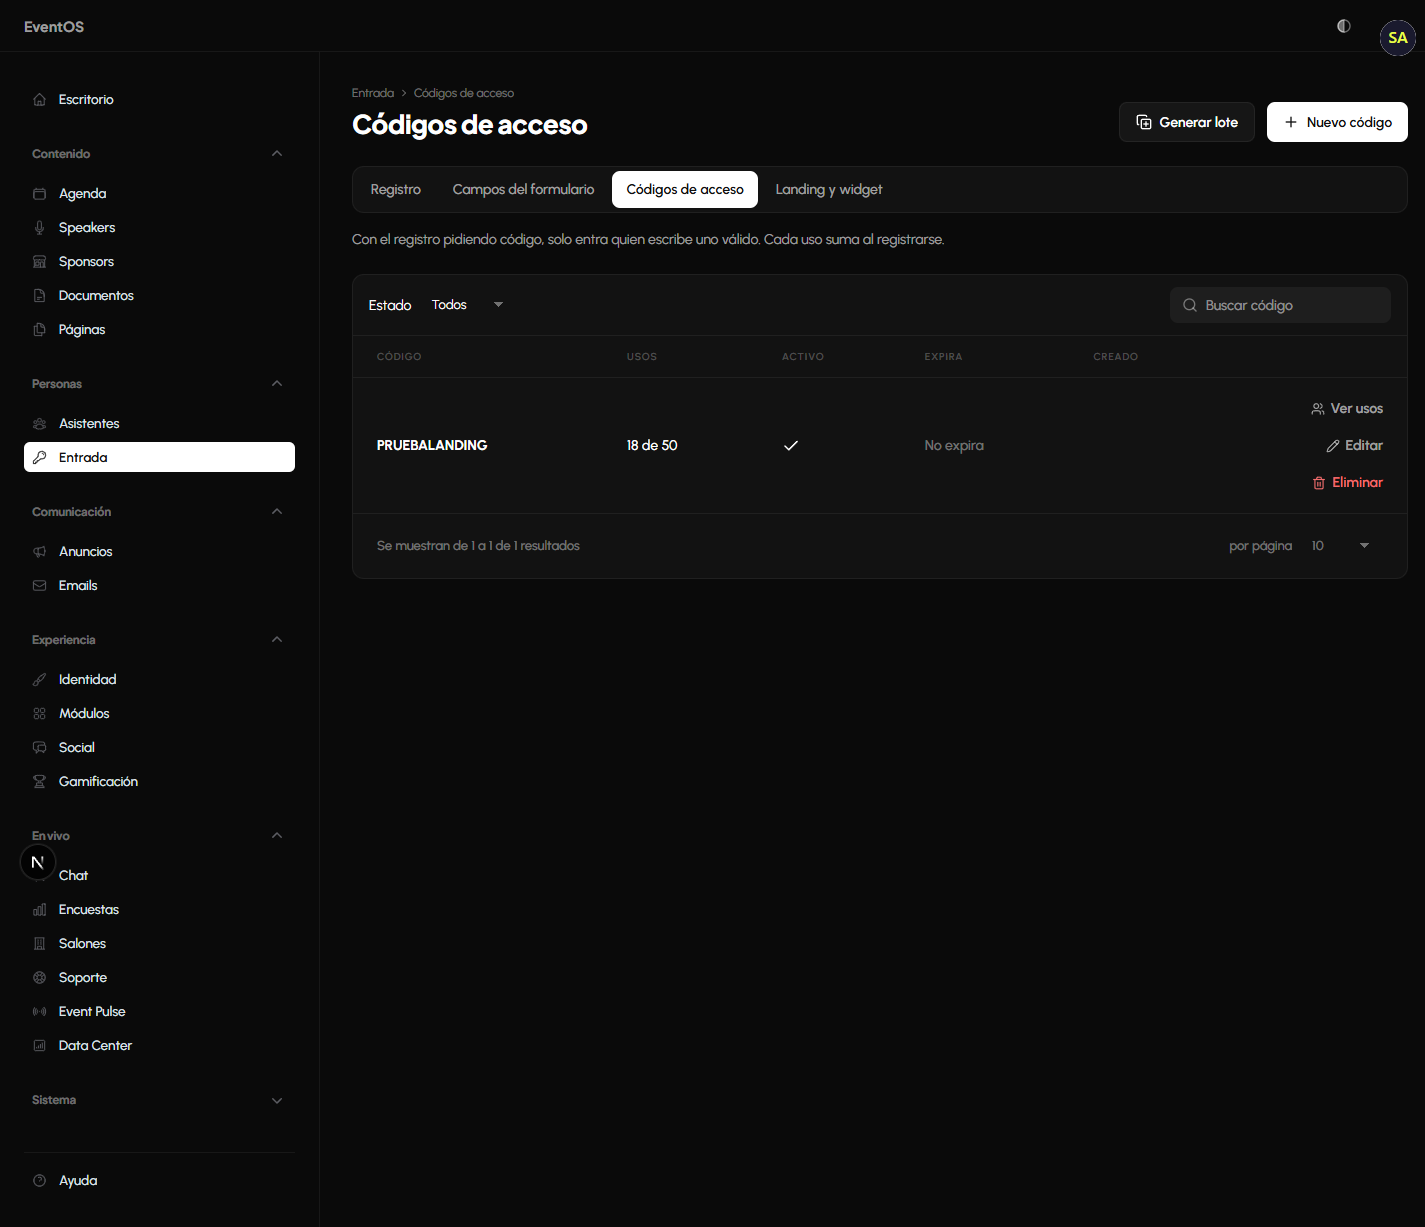 EventOS
SA
Escritorio
Contenido
Agenda
Speakers
Sponsors
Documentos
Páginas
Personas
Asistentes
Entrada
Comunicación
Anuncios
Emails
Experiencia
Identidad
Módulos
Social
Gamificación
En vivo
N
Chat
Encuestas
Salones
Soporte
Event Pulse
Data Center
Sistema
Ayuda
Entrada > Códigos de acceso
Códigos de acceso
Generar lote
+ Nuevo código
Registro Campos del formulario Códigos de acceso Landing y widget
Con el registro pidiendo código, solo entra quien escribe uno válido. Cada uso suma al registrarse.
Estado Todos
Buscar código
CÓDIGO USOS ACTIVO EXPIRA CREADO
Ver usos
PRUEBALANDING 18 de 50 No expira Editar
Eliminar
Se muestran de 1 a 1 de 1 resultados
por página 10